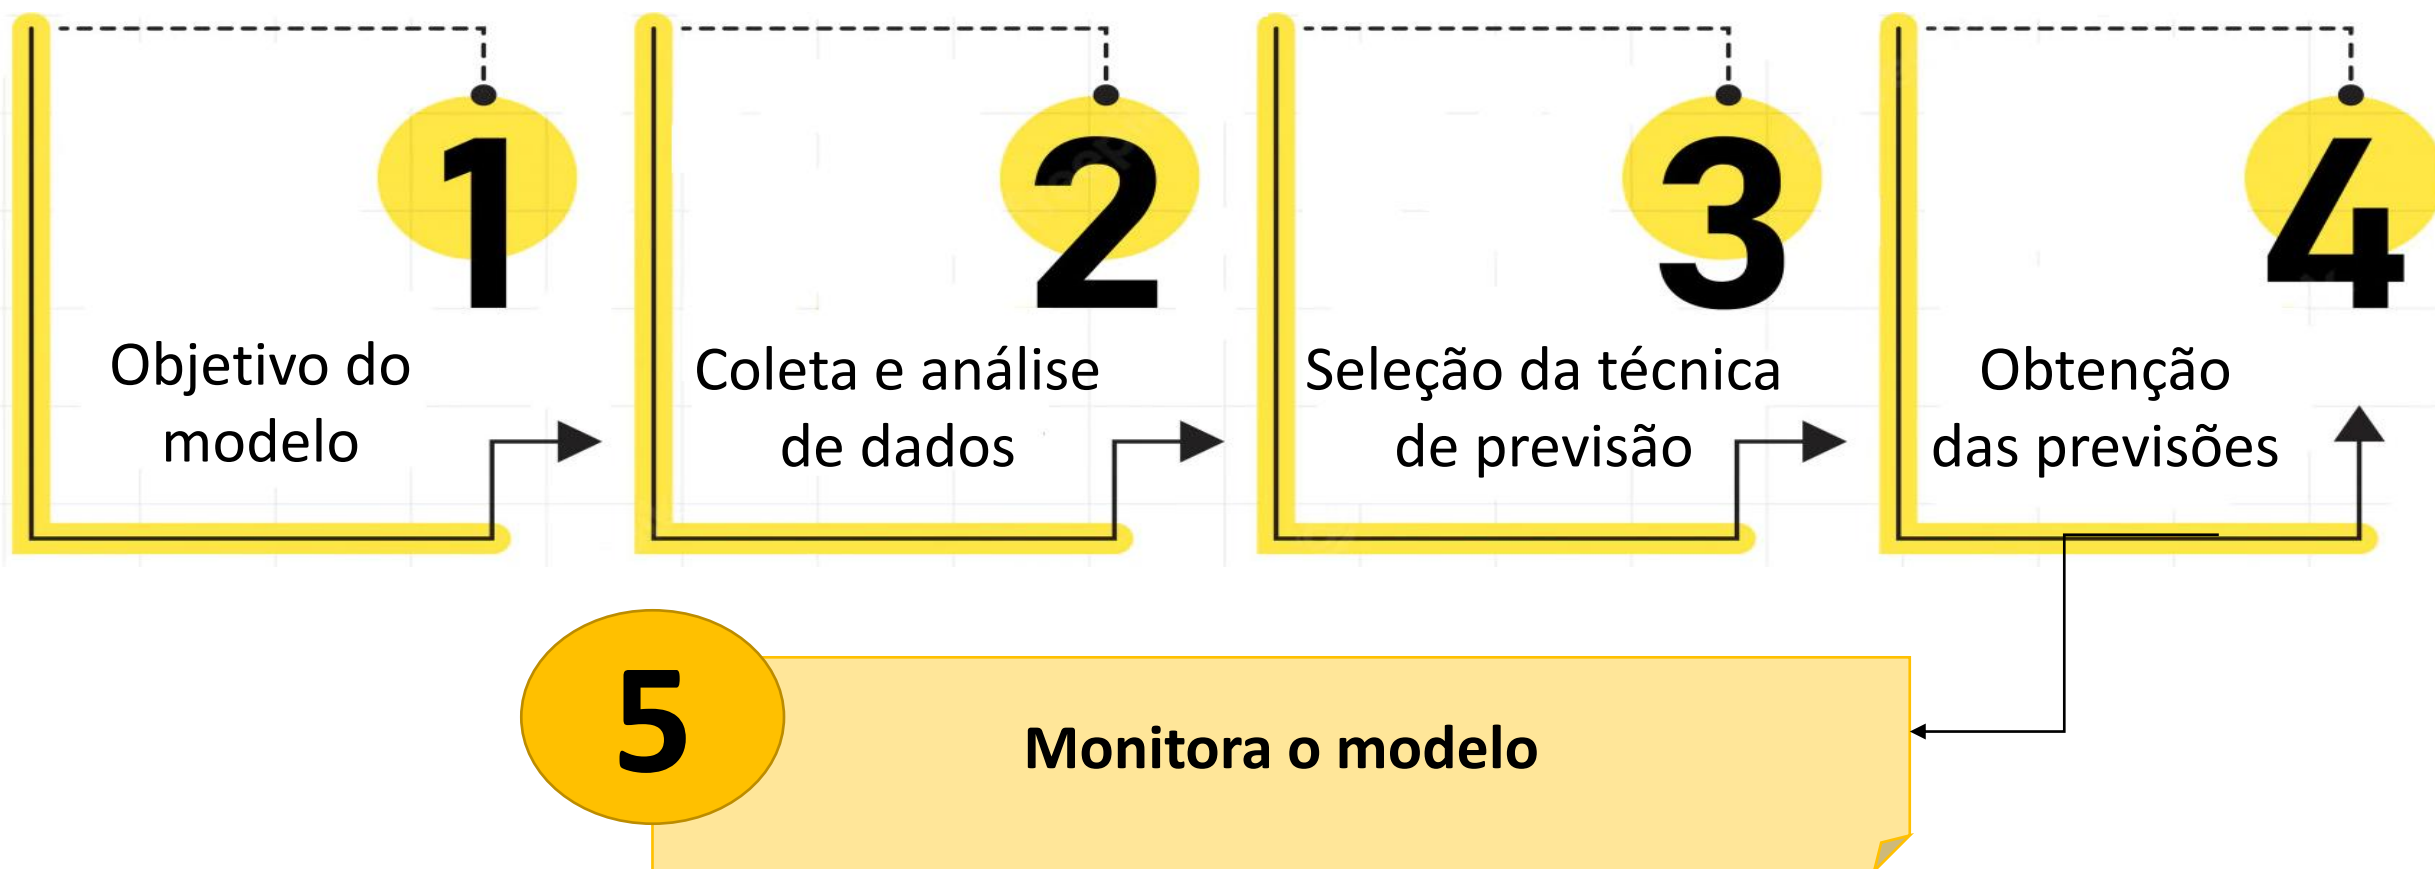 1
Objetivo do
modelo
2
Coleta e análise
de dados
3
Seleção da técnica
de previsão
4
Obtenção
das previsões
5
Monitora o modelo